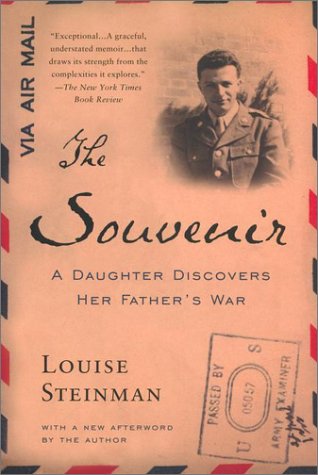 VIA AIR MAIL
"Exceptional...A graceful,
understated memoir...that
draws its strength from the
complexities it explores."
—The New York Times
Book Review
The
Souvenir
A DAUGHTER DISCOVERS
HER FATHER'S WAR
LOUISE
STEINMAN
WITH A NEW AFTERWORD
BY THE AUTHOR
PASSED BY
U 05057 S
ARMY EXAMINER